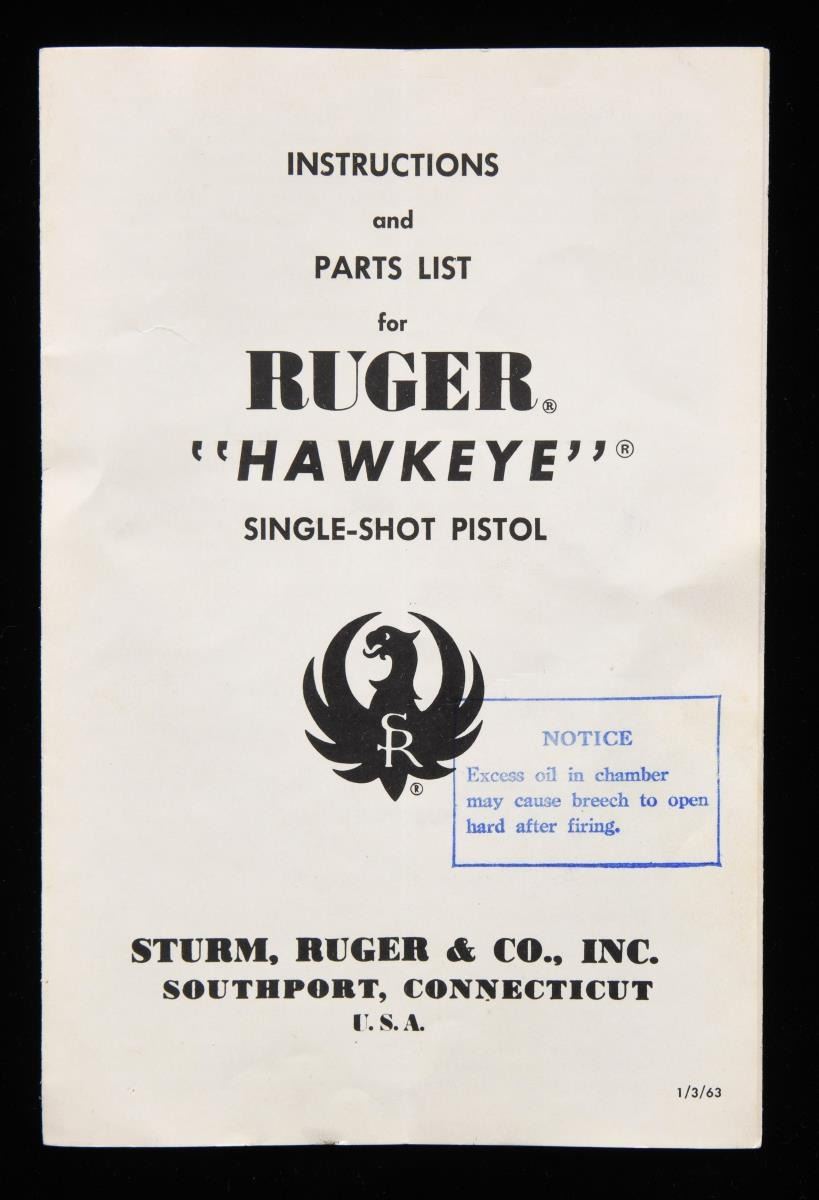 INSTRUCTIONS
and
PARTS LIST
for
RUGER®
"HAWKEYE"®
SINGLE-SHOT PISTOL
SR
®
NOTICE
Excess oil in chamber
may cause breech to open
hard after firing.
STURM, RUGER & CO., INC.
SOUTHPORT, CONNECTICUT
U. S. A.
1/3/63